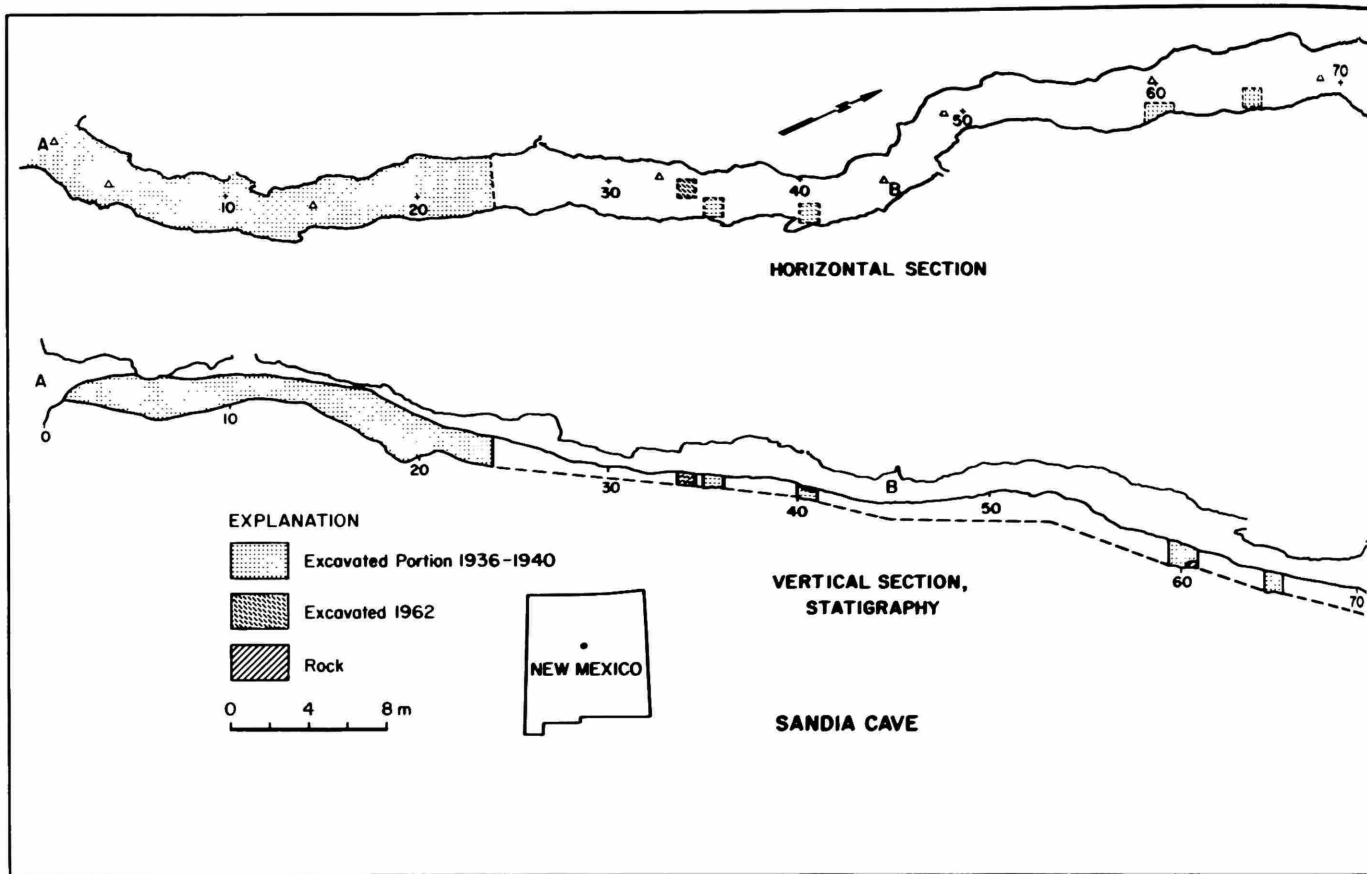 A
10
20
30
40
B
50
60
70
HORIZONTAL SECTION
A
0
10
20
30
40
B
50
60
70
VERTICAL SECTION,
STATIGRAPHY
EXPLANATION
Excavated Portion 1936-1940
Excavated 1962
Rock
0 4 8 m
NEW MEXICO
SANDIA CAVE